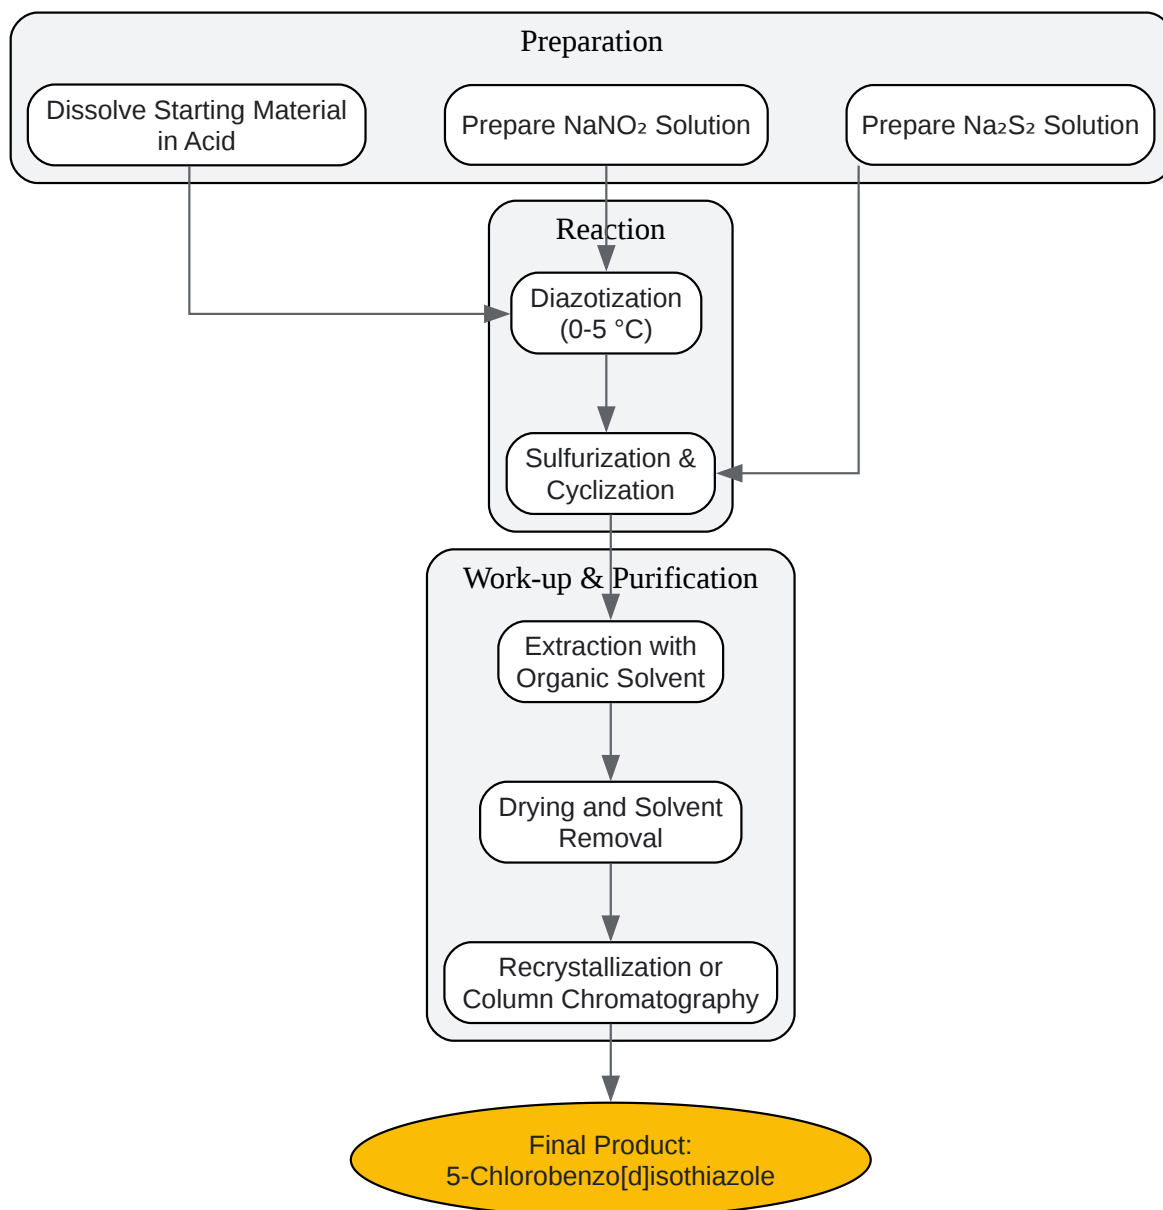 Preparation
Dissolve Starting Material
in Acid
Prepare NaNO₂ Solution
Prepare Na₂S₂ Solution
Reaction
Diazotization
(0-5 °C)
Sulfurization &
Cyclization
Work-up & Purification
Extraction with
Organic Solvent
Drying and Solvent
Removal
Recrystallization or
Column Chromatography
Final Product:
5-Chlorobenzo[d]isothiazole